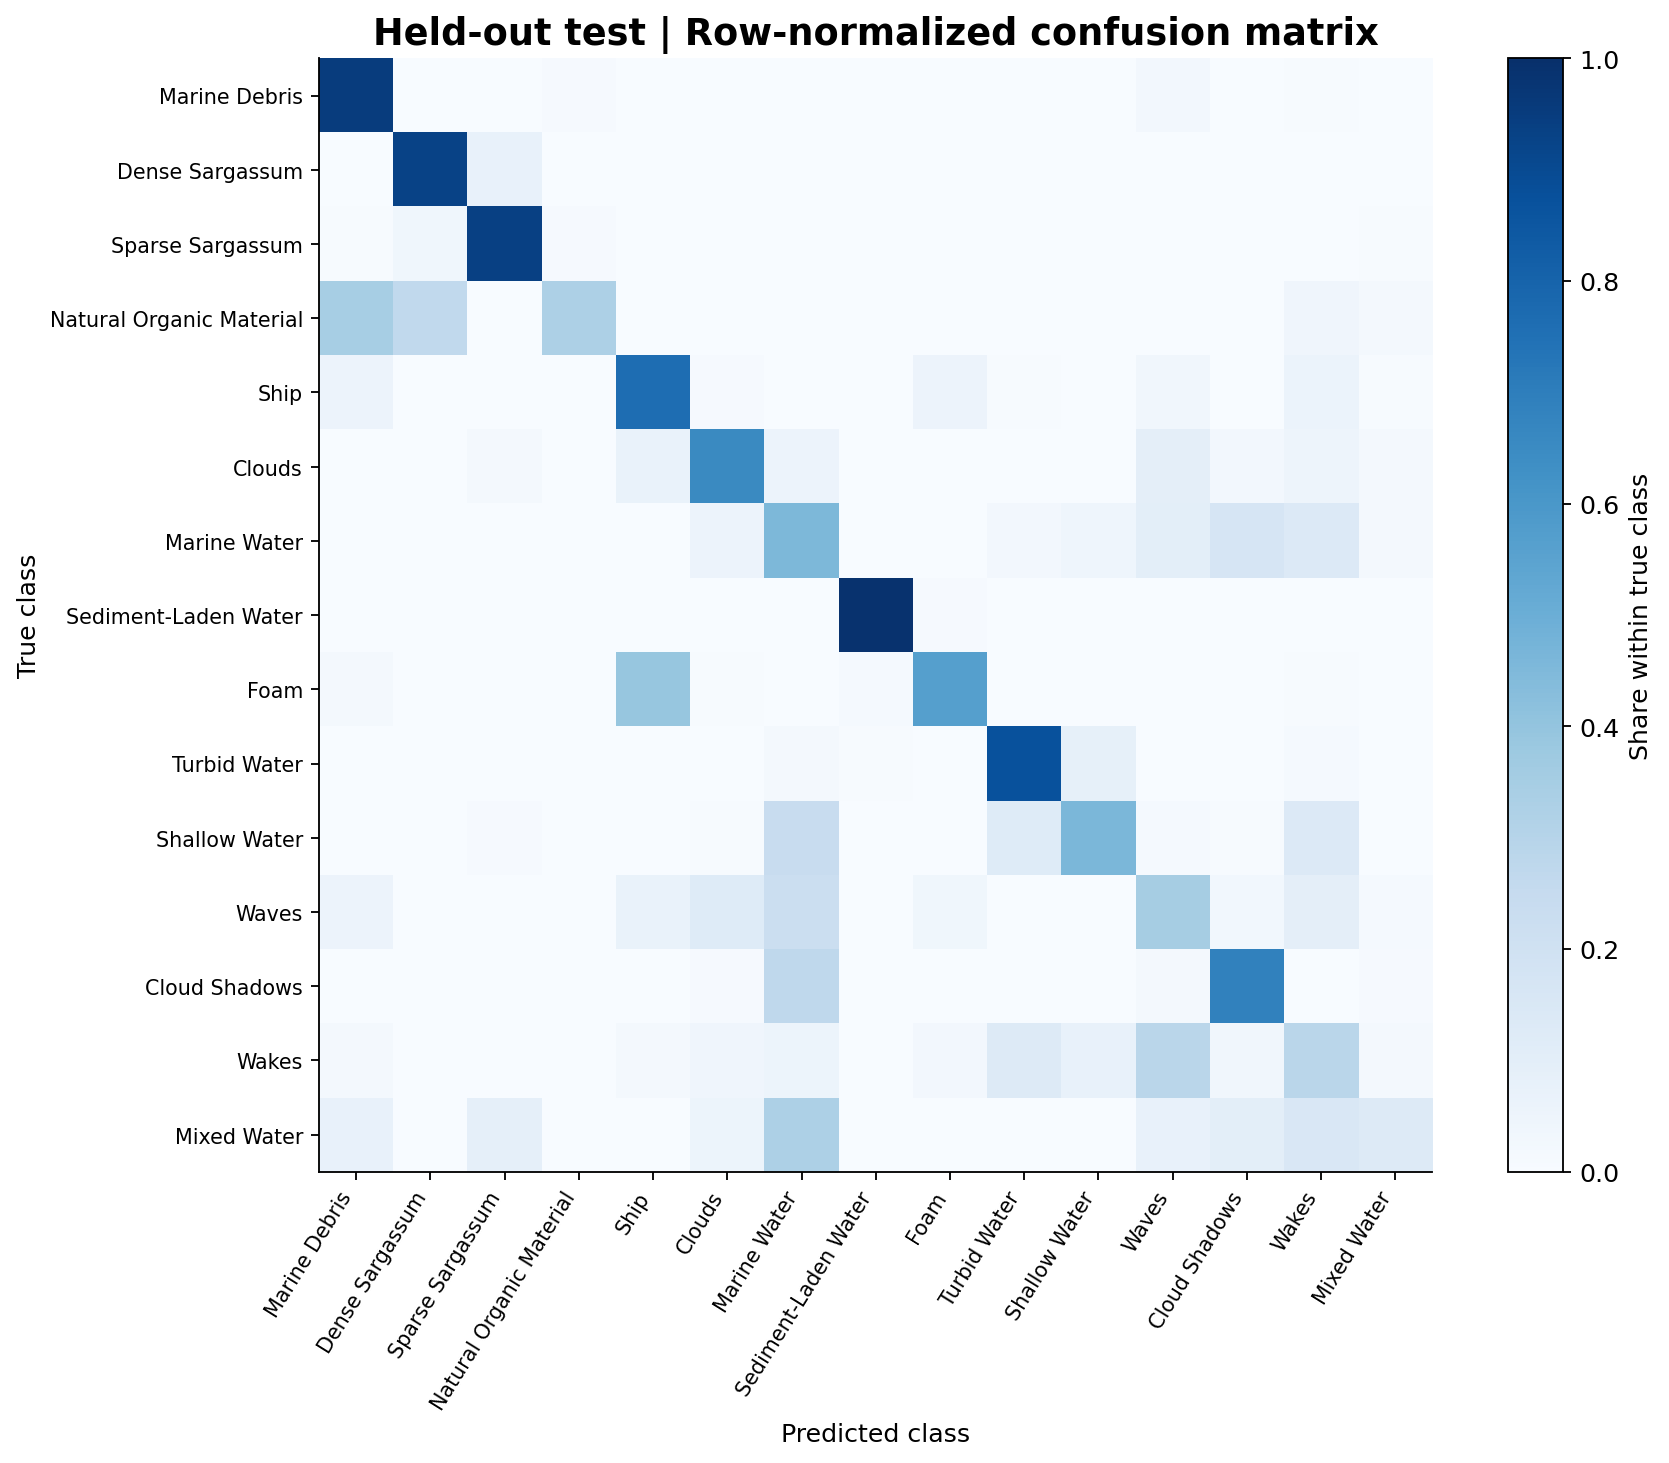 Held-out test | Row-normalized confusion matrix
True class
Marine Debris
Dense Sargassum
Sparse Sargassum
Natural Organic Material
Ship
Clouds
Marine Water
Sediment-Laden Water
Foam
Turbid Water
Shallow Water
Waves
Cloud Shadows
Wakes
Mixed Water
Marine Debris
Dense Sargassum
Sparse Sargassum
Natural Organic Material
Ship
Clouds
Marine Water
Sediment-Laden Water
Foam
Turbid Water
Shallow Water
Waves
Cloud Shadows
Wakes
Mixed Water
Predicted class
1.0
0.8
0.6
0.4
0.2
0.0
Share within true class